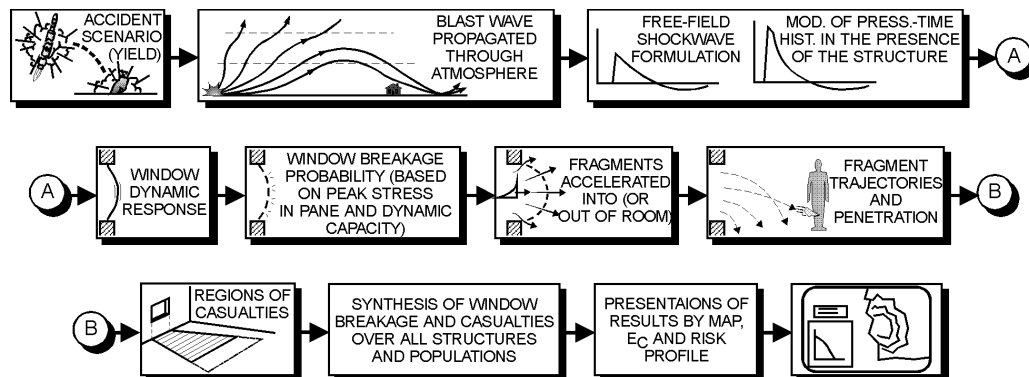 ACCIDENT
SCENARIO
(YIELD)
BLAST WAVE
PROPAGATED
THROUGH
ATMOSPHERE
FREE-FIELD
SHOCKWAVE
FORMULATION
MOD. OF PRESS.-TIME
HIST. IN THE PRESENCE
OF THE STRUCTURE
A
A
WINDOW
DYNAMIC
RESPONSE
WINDOW BREAKAGE
PROBABILITY (BASED
ON PEAK STRESS
IN PANE AND DYNAMIC
CAPACITY)
FRAGMENTS
ACCELERATED
INTO (OR
OUT OF ROOM)
FRAGMENT
TRAJECTORIES
AND
PENETRATION
B
B
REGIONS OF
CASUALTIES
SYNTHESIS OF WINDOW
BREAKAGE AND CASUALTIES
OVER ALL STRUCTURES
AND POPULATIONS
PRESENTAIONS OF
RESULTS BY MAP,
EC AND RISK
PROFILE